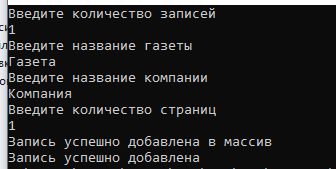 Введите количество записей
1
Введите название газеты
Газета
Введите название компании
Компания
Введите количество страниц
1
Запись успешно добавлена в массив
Запись успешно добавлена